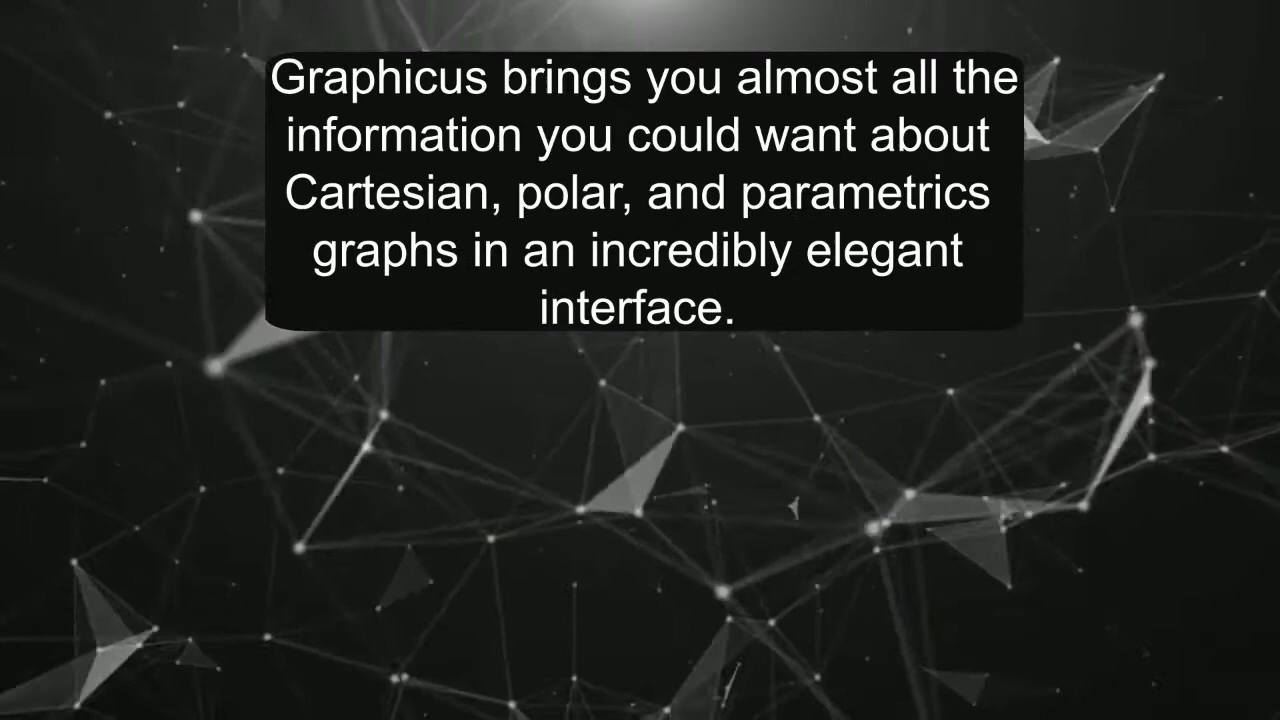 Graphicus brings you almost all the
information you could want about
Cartesian, polar, and parametrics
graphs in an incredibly elegant
interface.